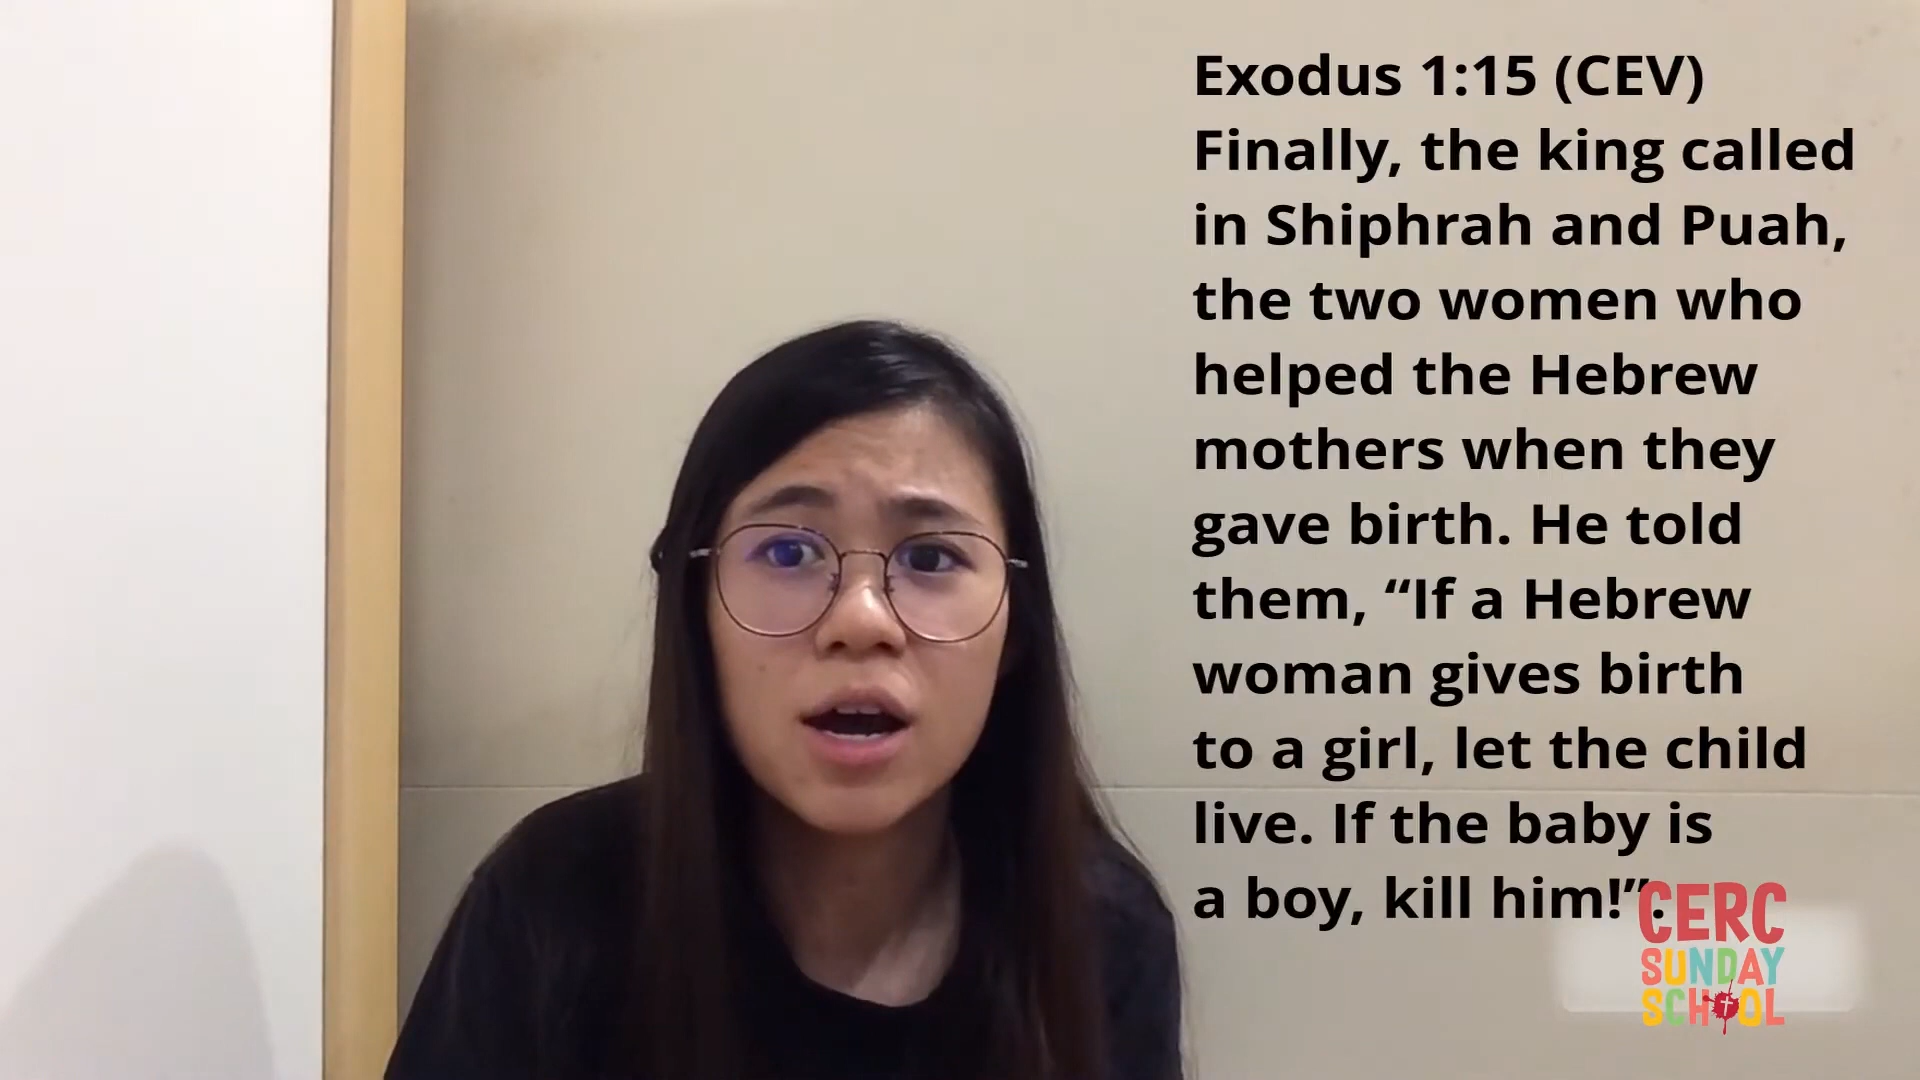 Exodus 1:15 (CEV)
Finally, the king called
in Shiphrah and Puah,
the two women who
helped the Hebrew
mothers when they
gave birth. He told
them, “If a Hebrew
woman gives birth
to a girl, let the child
live. If the baby is
a boy, kill him!”.
CERC
SUNDAY
SCHOOL